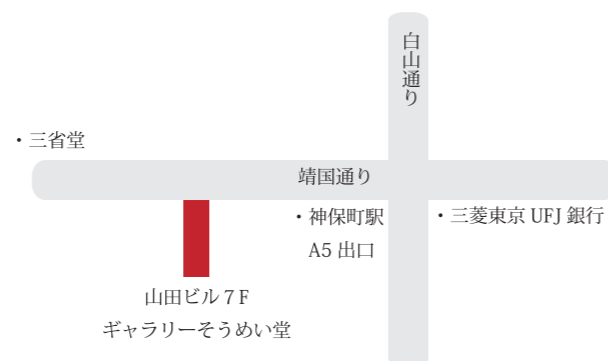 白山通り
・三省堂
靖国通り
・神保町駅
A5 出口
・三菱東京 UFJ 銀行
山田ビル 7 F
ギャラリーそうめい堂